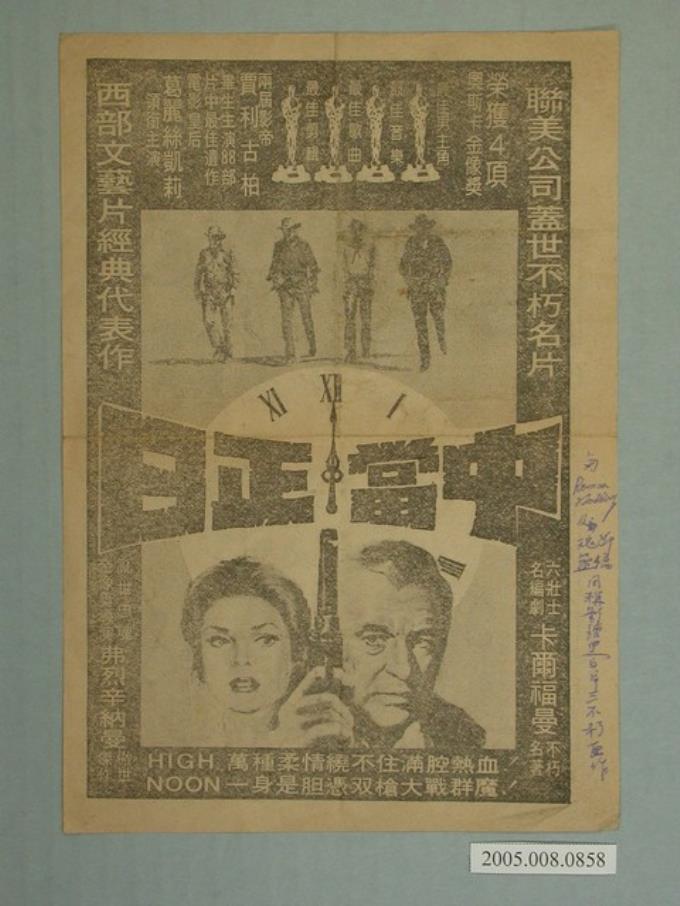 聯美公司蓋世不朽名片
榮獲4項
奧斯卡金像獎
最佳男主角
最佳音樂
最佳歌曲
最佳剪輯
兩屆影帝
賈利古柏
畢生主演88部
片中最佳遺作
電影皇后
葛麗絲凱莉
領銜主演
西部文藝片經典代表作
XI XII I
日正當中
六壯士
名編劇
卡爾福曼
不朽
名著
弗烈辛納曼
HIGH 萬種柔情繞不住滿腔熱血
NOON 一身是胆憑双槍大戰群魔!
2005.008.0858